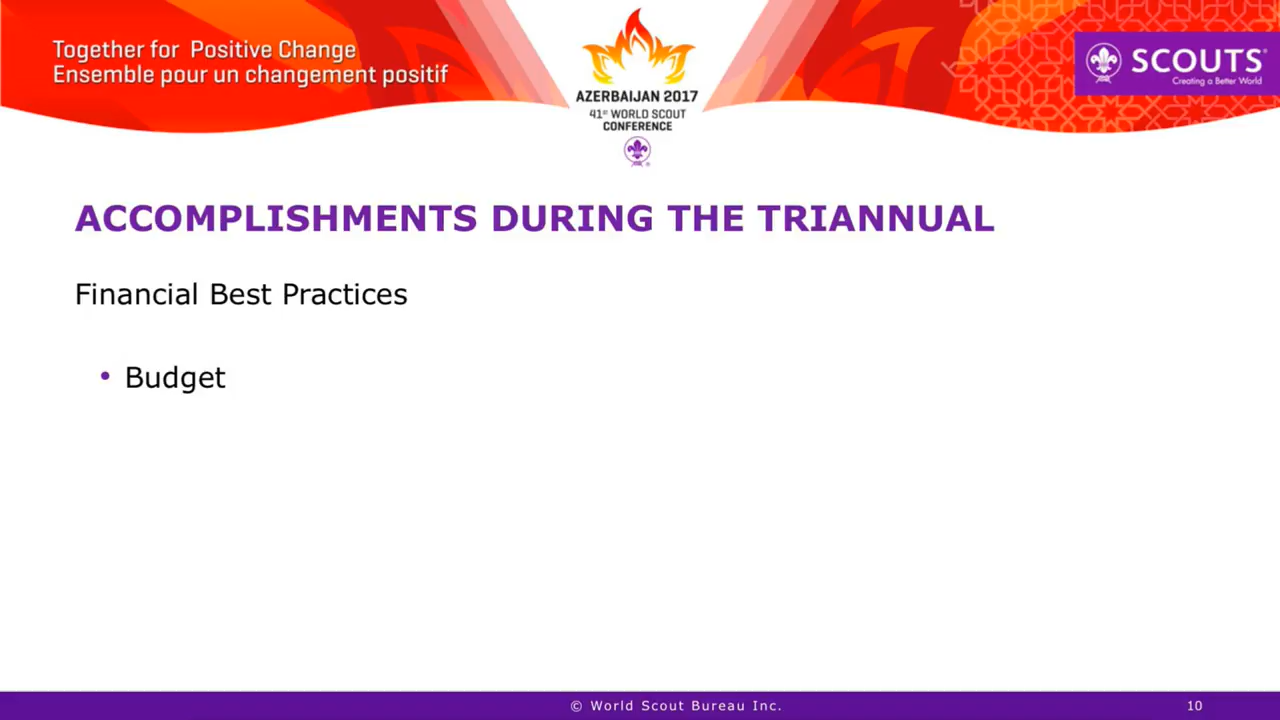 Together for Positive Change
Ensemble pour un changement positif
AZERBAIJAN 2017
41st WORLD SCOUT
CONFERENCE
SCOUTS®
Creating a Better World
ACCOMPLISHMENTS DURING THE TRIANNUAL
Financial Best Practices
• Budget
© World Scout Bureau Inc.
10